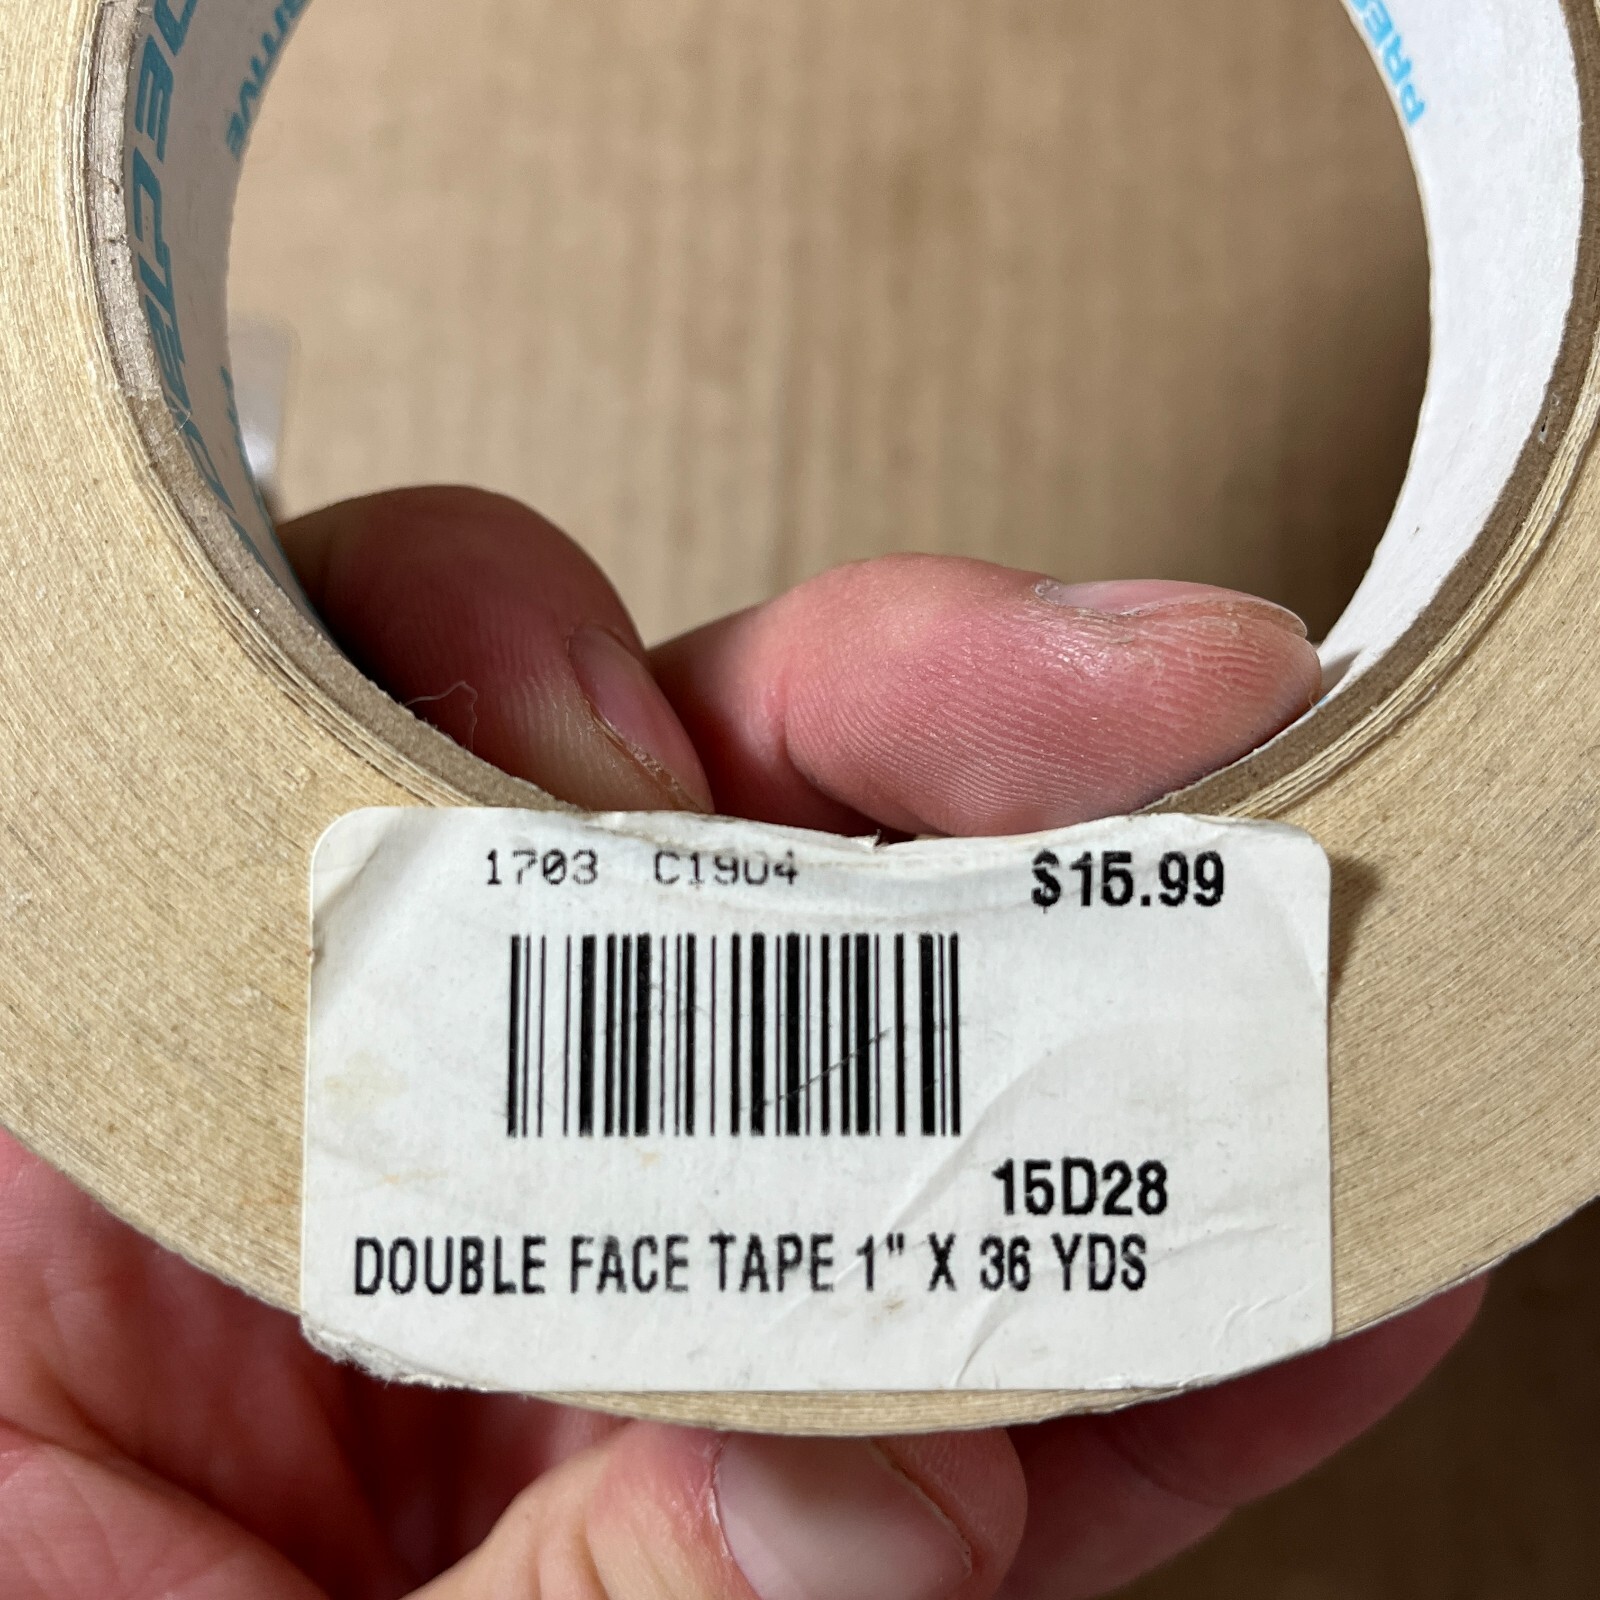 1703 C1904 $15.99
15D28
DOUBLE FACE TAPE 1" X 36 YDS